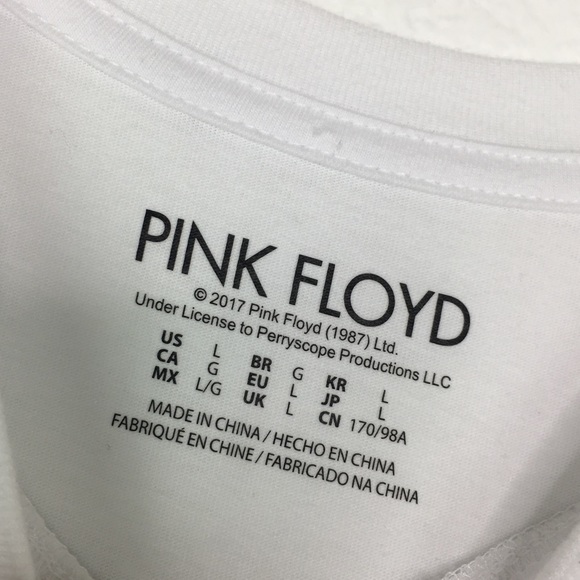 PINK FLOYD
© 2017 Pink Floyd (1987) Ltd.
Under License to Perryscope Productions LLC
US L BR G KR L
CA G EU L JP L
MX L/G UK L CN 170/98A
MADE IN CHINA / HECHO EN CHINA
FABRIQUÉ EN CHINE / FABRICADO NA CHINA